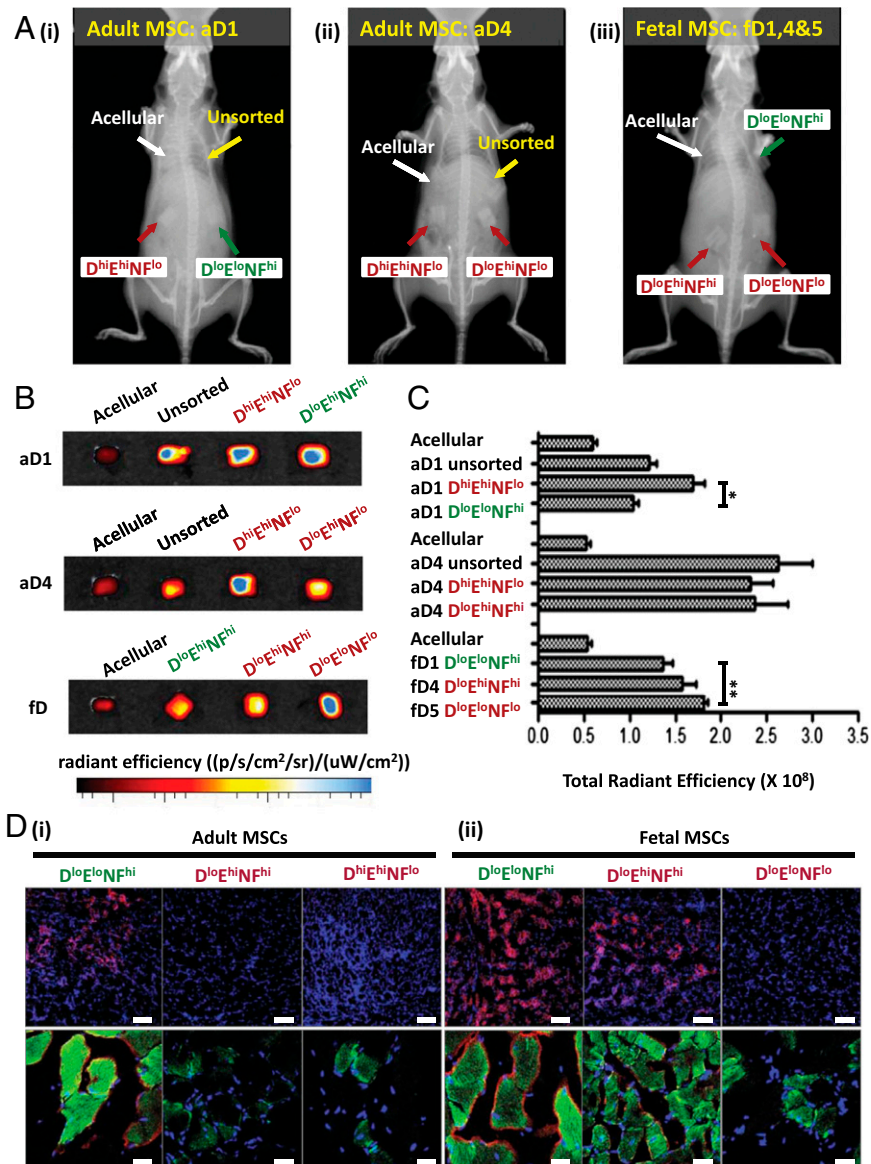 A (i) Adult MSC: aD1 (ii) Adult MSC: aD4 (iii) Fetal MSC: fD1,4&5
Acellular Unsorted
Acellular Unsorted
Acellular DˡᵒEˡᵒNFʰⁱ
DʰⁱEʰⁱNFˡᵒ DˡᵒEˡᵒNFʰⁱ
DʰⁱEʰⁱNFˡᵒ DˡᵒEʰⁱNFˡᵒ
DˡᵒEʰⁱNFʰⁱ DˡᵒEˡᵒNFˡᵒ
B
Acellular Unsorted DʰⁱEʰⁱNFˡᵒ DˡᵒEʰⁱNFʰⁱ
aD1
Acellular Unsorted DʰⁱEʰⁱNFˡᵒ DˡᵒEʰⁱNFˡᵒ
aD4
Acellular DˡᵒEʰⁱNFʰⁱ DˡᵒEʰⁱNFʰⁱ DˡᵒEˡᵒNFˡᵒ
fD
radiant efficiency ((p/s/cm²/sr)/(uW/cm²))
C
Acellular
aD1 unsorted
aD1 DʰⁱEʰⁱNFˡᵒ
aD1 DˡᵒEˡᵒNFʰⁱ
*
Acellular
aD4 unsorted
aD4 DʰⁱEʰⁱNFˡᵒ
aD4 DˡᵒEʰⁱNFʰⁱ
Acellular
fD1 DˡᵒEˡᵒNFʰⁱ
fD4 DˡᵒEʰⁱNFʰⁱ
fD5 DˡᵒEˡᵒNFˡᵒ
**
0.0 0.5 1.0 1.5 2.0 2.5 3.0 3.5
Total Radiant Efficiency (X 10⁸)
D (i) Adult MSCs (ii) Fetal MSCs
DˡᵒEˡᵒNFʰⁱ DˡᵒEʰⁱNFʰⁱ DʰⁱEʰⁱNFˡᵒ DˡᵒEˡᵒNFʰⁱ DˡᵒEʰⁱNFʰⁱ DˡᵒEˡᵒNFˡᵒ